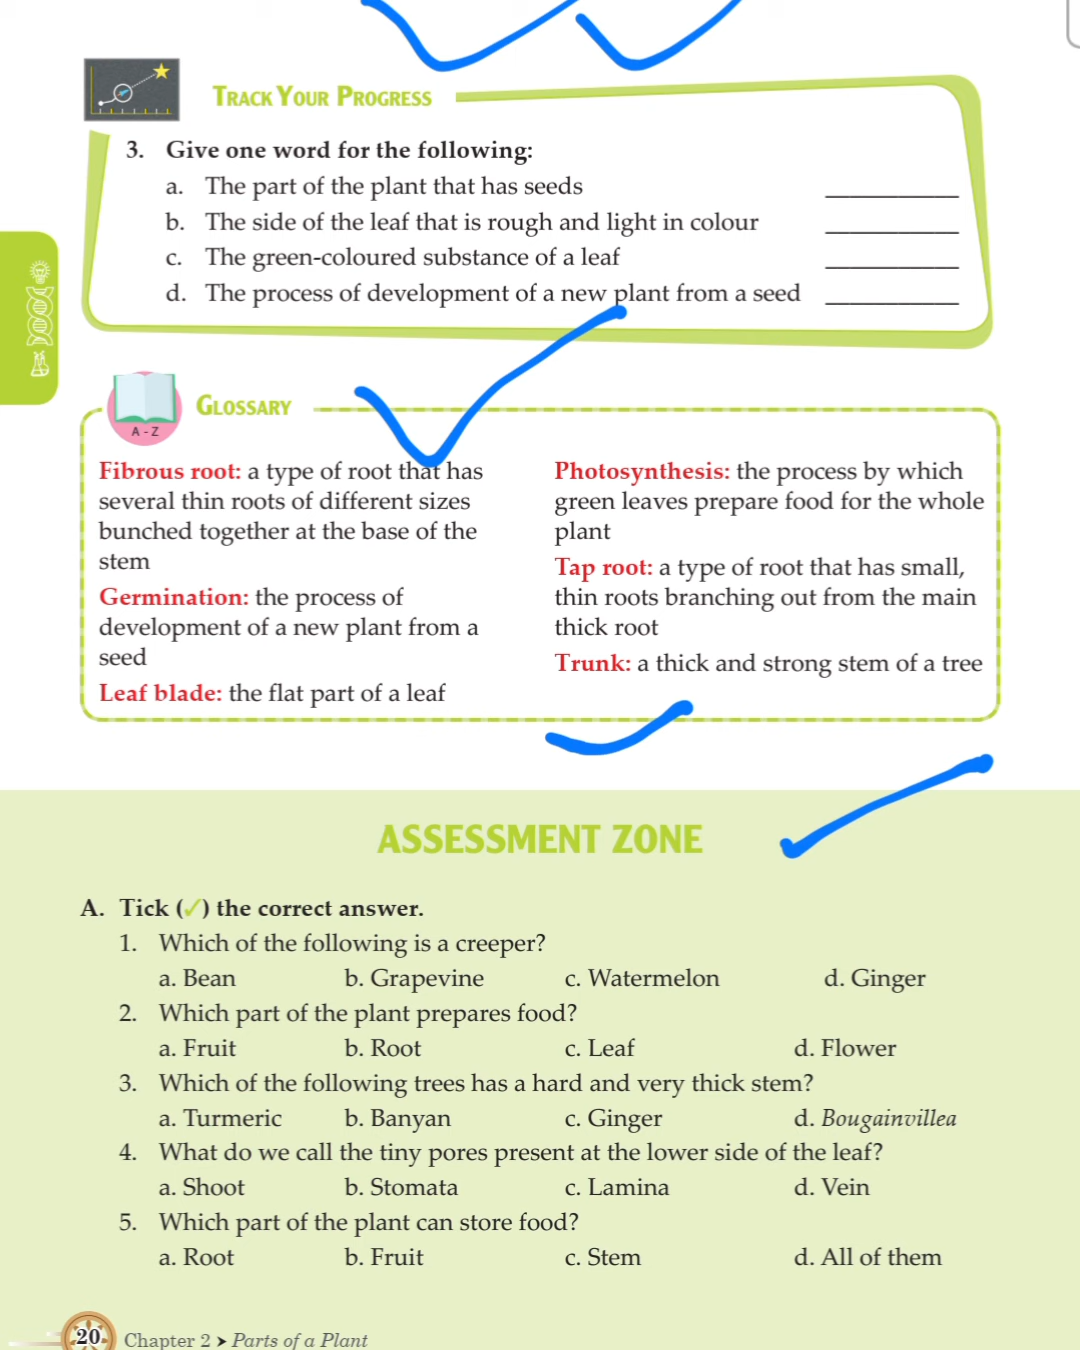 TRACK YOUR PROGRESS
3. Give one word for the following:
a. The part of the plant that has seeds
b. The side of the leaf that is rough and light in colour
c. The green-coloured substance of a leaf
d. The process of development of a new plant from a seed
A - Z
GLOSSARY
Fibrous root: a type of root that has
several thin roots of different sizes
bunched together at the base of the
stem
Germination: the process of
development of a new plant from a
seed
Leaf blade: the flat part of a leaf
Photosynthesis: the process by which
green leaves prepare food for the whole
plant
Tap root: a type of root that has small,
thin roots branching out from the main
thick root
Trunk: a thick and strong stem of a tree
ASSESSMENT ZONE
A. Tick (✓) the correct answer.
1. Which of the following is a creeper?
a. Bean b. Grapevine c. Watermelon d. Ginger
2. Which part of the plant prepares food?
a. Fruit b. Root c. Leaf d. Flower
3. Which of the following trees has a hard and very thick stem?
a. Turmeric b. Banyan c. Ginger d. Bougainvillea
4. What do we call the tiny pores present at the lower side of the leaf?
a. Shoot b. Stomata c. Lamina d. Vein
5. Which part of the plant can store food?
a. Root b. Fruit c. Stem d. All of them
20 Chapter 2 ➤ Parts of a Plant